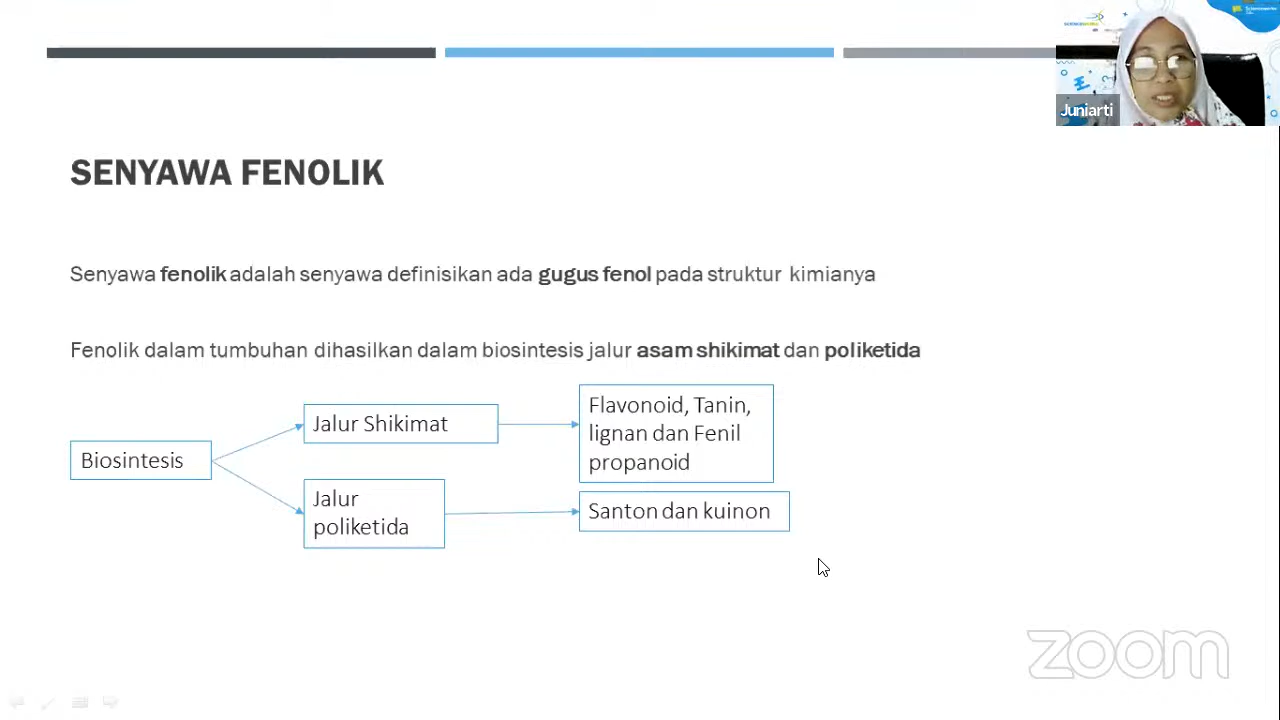 Juniarti
SENYAWA FENOLIK
Senyawa fenolik adalah senyawa definisikan ada gugus fenol pada struktur kimianya
Fenolik dalam tumbuhan dihasilkan dalam biosintesis jalur asam shikimat dan poliketida
Biosintesis
Jalur Shikimat
Flavonoid, Tanin,
lignan dan Fenil
propanoid
Jalur
poliketida
Santon dan kuinon
zoom